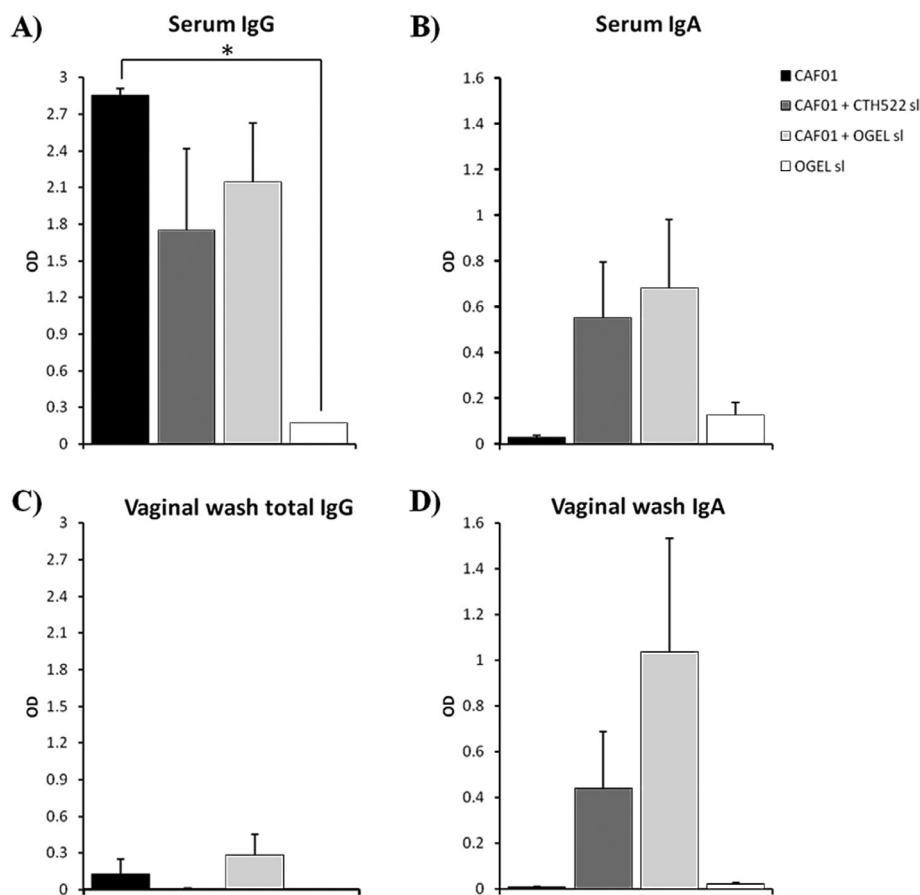 A)
Serum IgG
*
3
2.7
2.4
2.1
1.8
1.5
1.2
0.9
0.6
0.3
0
OD
B)
Serum IgA
1.6
1.4
1.2
1
0.8
0.6
0.4
0.2
0
OD
CAF01
CAF01 + CTH522 sl
CAF01 + OGEL sl
OGEL sl
C)
Vaginal wash total IgG
3
2.7
2.4
2.1
1.8
1.5
1.2
0.9
0.6
0.3
0
OD
D)
Vaginal wash IgA
1.6
1.4
1.2
1
0.8
0.6
0.4
0.2
0
OD